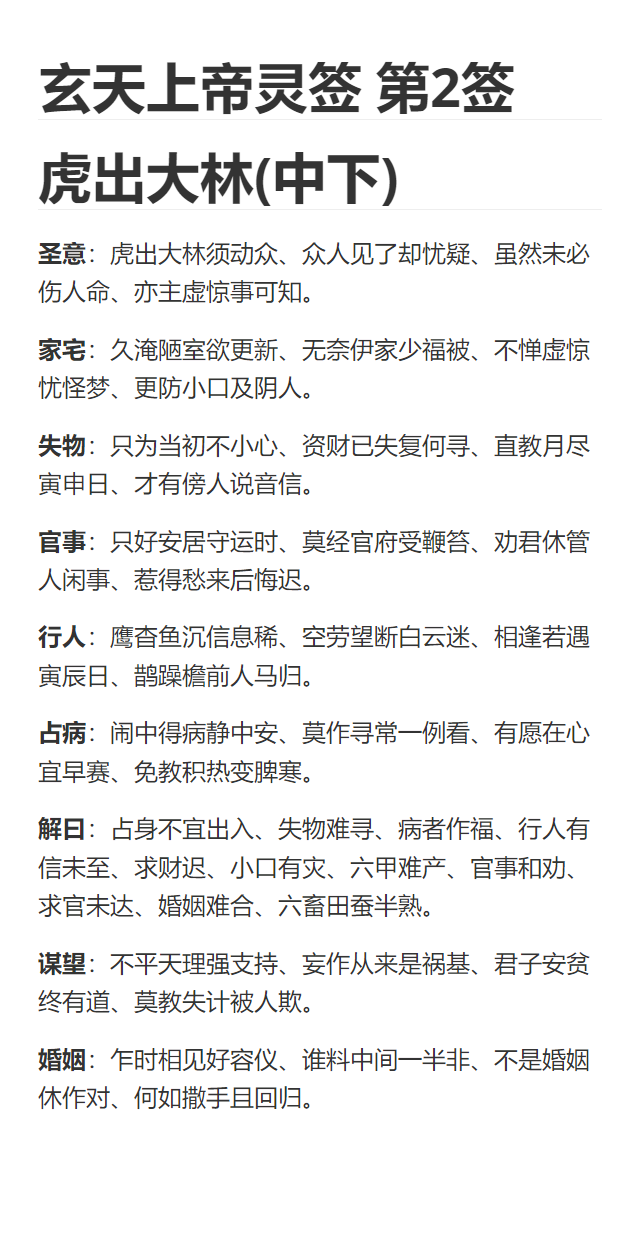 玄天上帝灵签 第2签
虎出大林(中下)
圣意：虎出大林须动众、众人见了却忧疑、虽然未必
伤人命、亦主虚惊事可知。
家宅：久淹陋室欲更新、无奈伊家少福被、不惮虚惊
忧怪梦、更防小口及阴人。
失物：只为当初不小心、资财已失复何寻、直教月尽
寅申日、才有傍人说音信。
官事：只好安居守运时、莫经官府受鞭笞、劝君休管
人闲事、惹得愁来后悔迟。
行人：鹰杳鱼沉信息稀、空劳望断白云迷、相逢若遇
寅辰日、鹊躁檐前人马归。
占病：闹中得病静中安、莫作寻常一例看、有愿在心
宜早赛、免教积热变脾寒。
解曰：占身不宜出入、失物难寻、病者作福、行人有
信未至、求财迟、小口有灾、六甲难产、官事和劝、
求官未达、婚姻难合、六畜田蚕半熟。
谋望：不平天理强支持、妄作从来是祸基、君子安贫
终有道、莫教失计被人欺。
婚姻：乍时相见好容仪、谁料中间一半非、不是婚姻
休作对、何如撒手且回归。